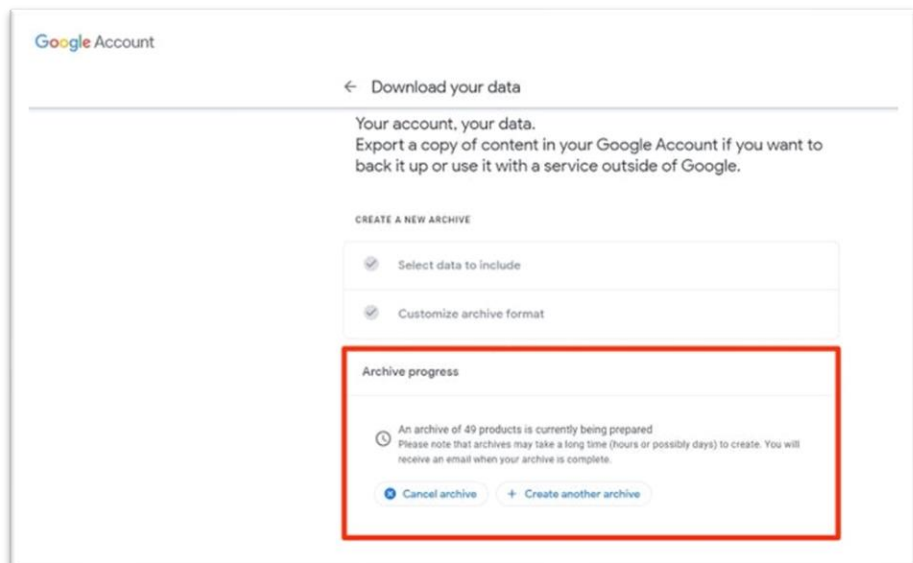 Google Account
← Download your data
Your account, your data.
Export a copy of content in your Google Account if you want to
back it up or use it with a service outside of Google.
CREATE A NEW ARCHIVE
Select data to include
Customize archive format
Archive progress
An archive of 49 products is currently being prepared
Please note that archives may take a long time (hours or possibly days) to create. You will
receive an email when your archive is complete.
Cancel archive + Create another archive